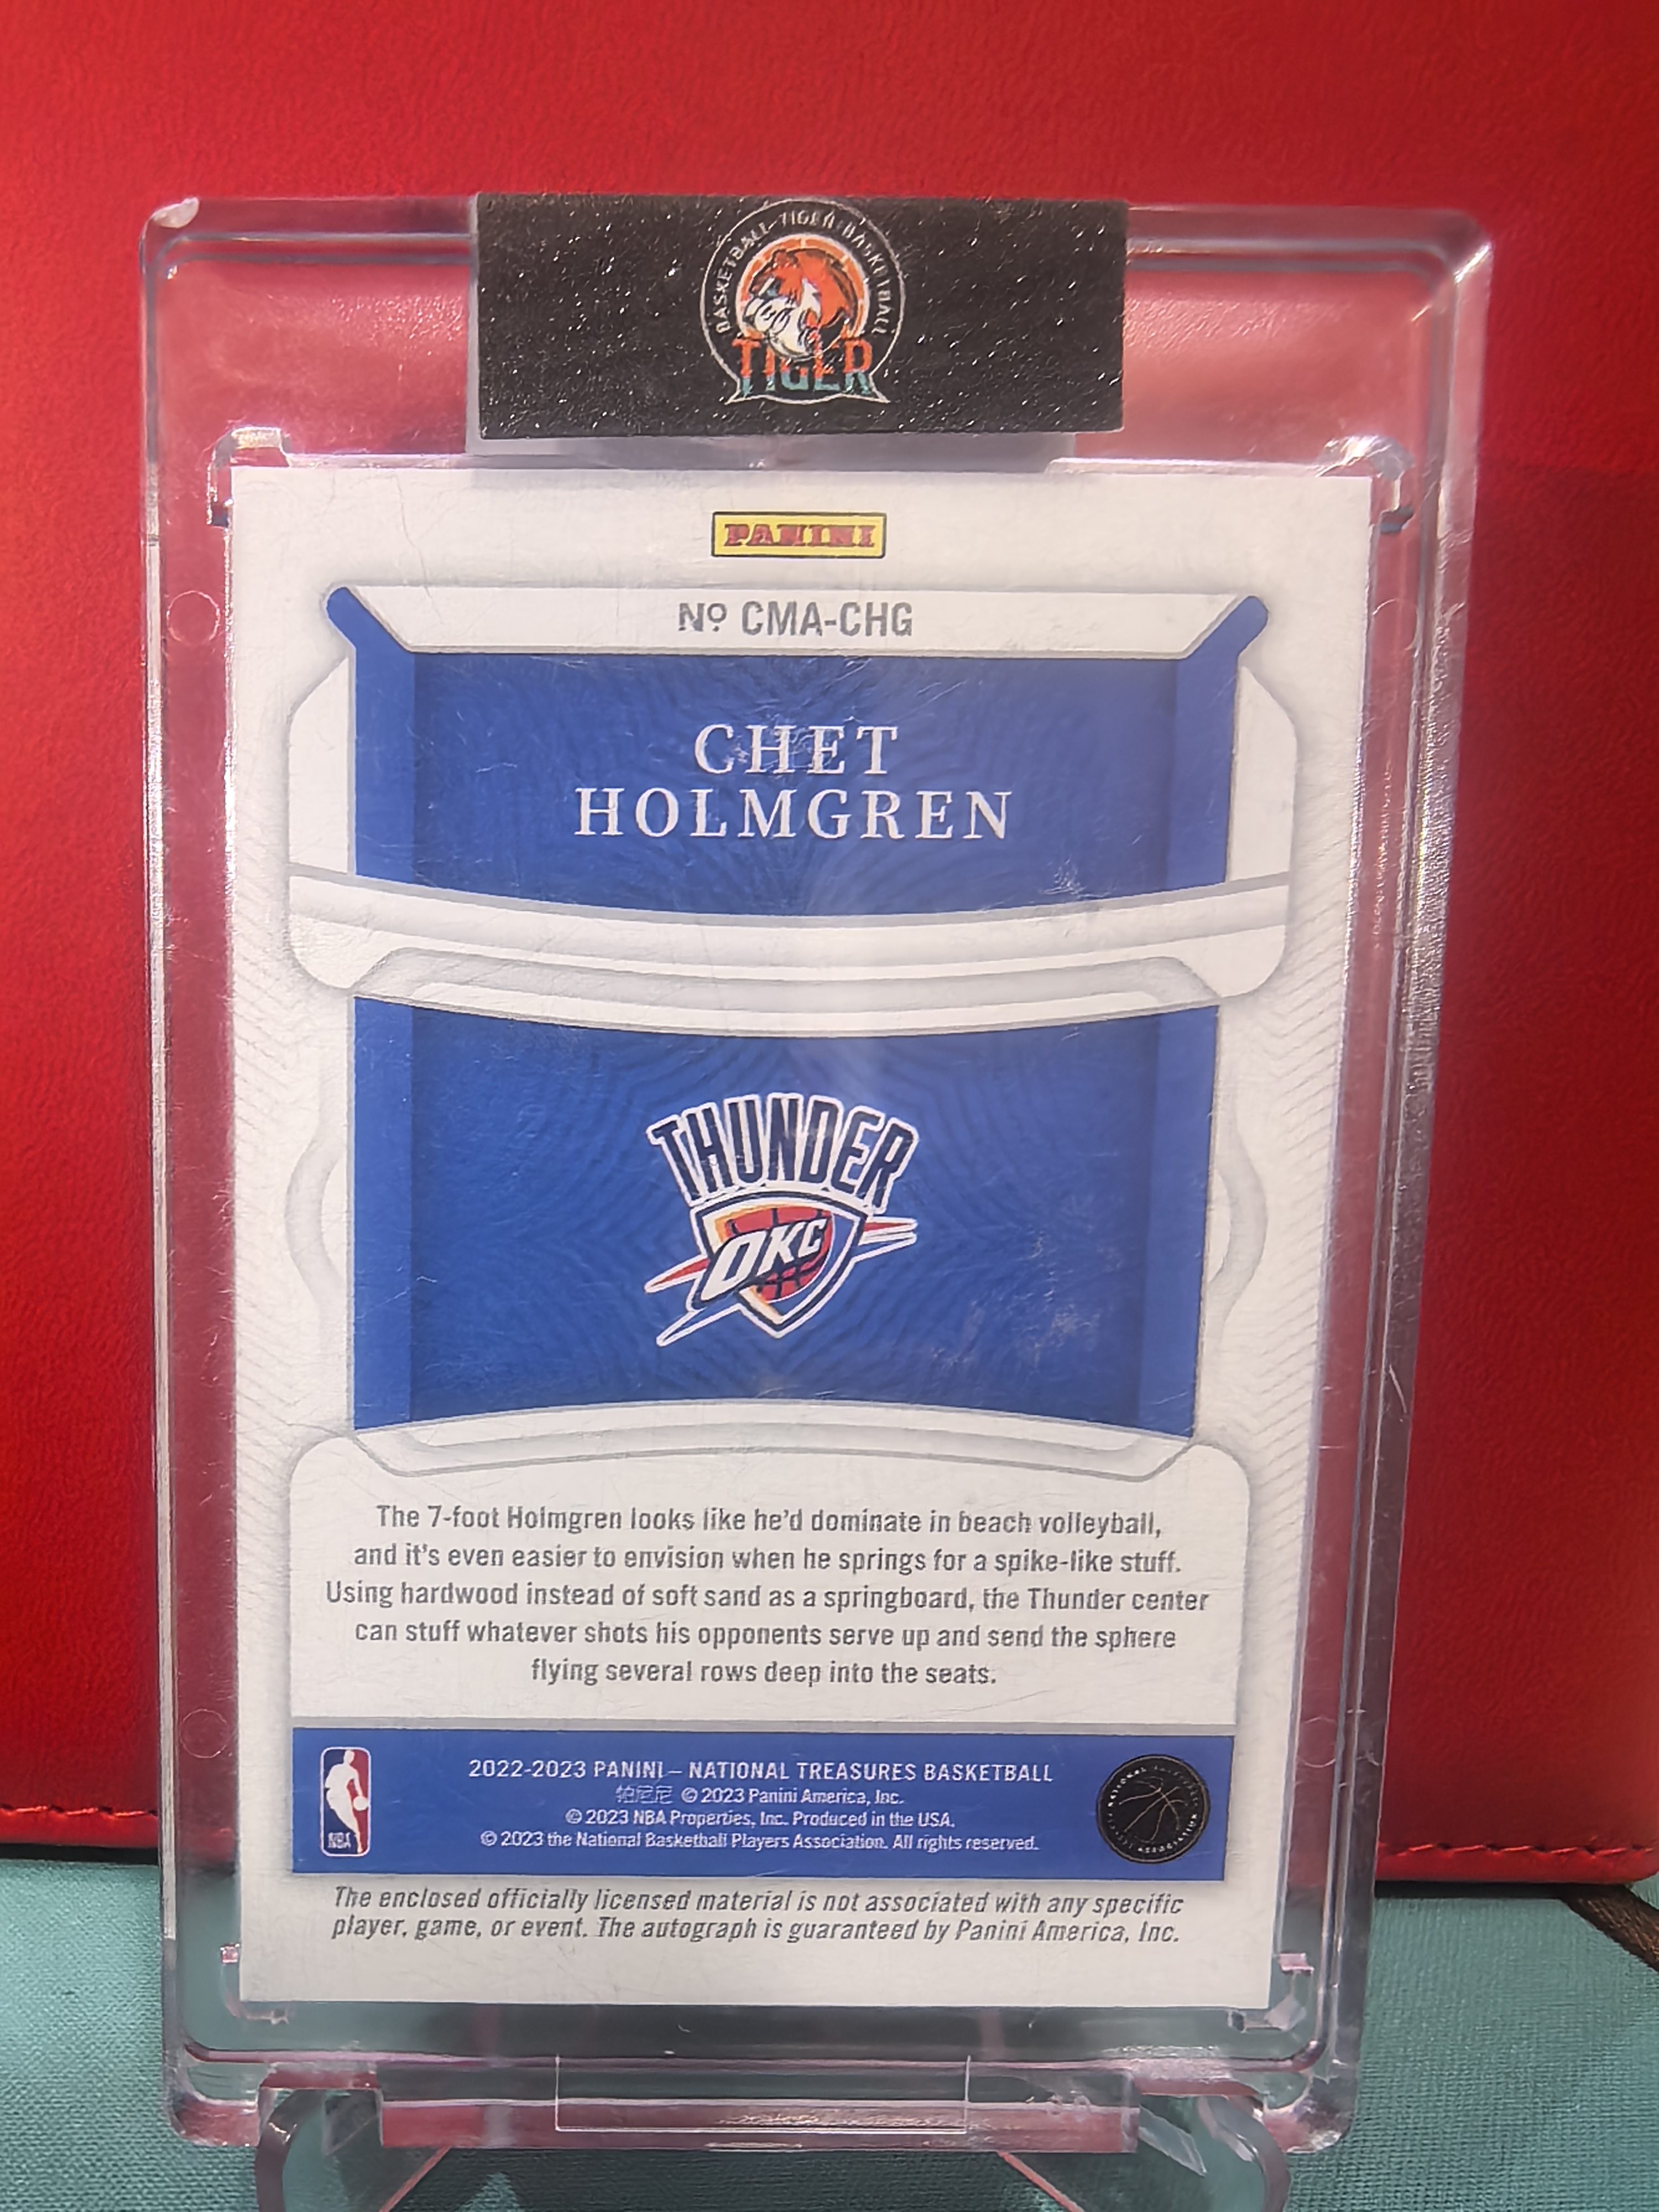 BASKETBALL·TIGER·BASKETBALL
TIGER
PANINI
Nº CMA-CHG
CHET
HOLMGREN
THUNDER
OKC
The 7-foot Holmgren looks like he'd dominate in beach volleyball,
and it's even easier to envision when he springs for a spike-like stuff.
Using hardwood instead of soft sand as a springboard, the Thunder center
can stuff whatever shots his opponents serve up and send the sphere
flying several rows deep into the seats.
NBA
2022-2023 PANINI – NATIONAL TREASURES BASKETBALL
帕尼尼 © 2023 Panini America, Inc.
© 2023 NBA Properties, Inc. Produced in the USA.
© 2023 the National Basketball Players Association. All rights reserved.
NATIONAL
ASSOCIATION
The enclosed officially licensed material is not associated with any specific
player, game, or event. The autograph is guaranteed by Panini America, Inc.